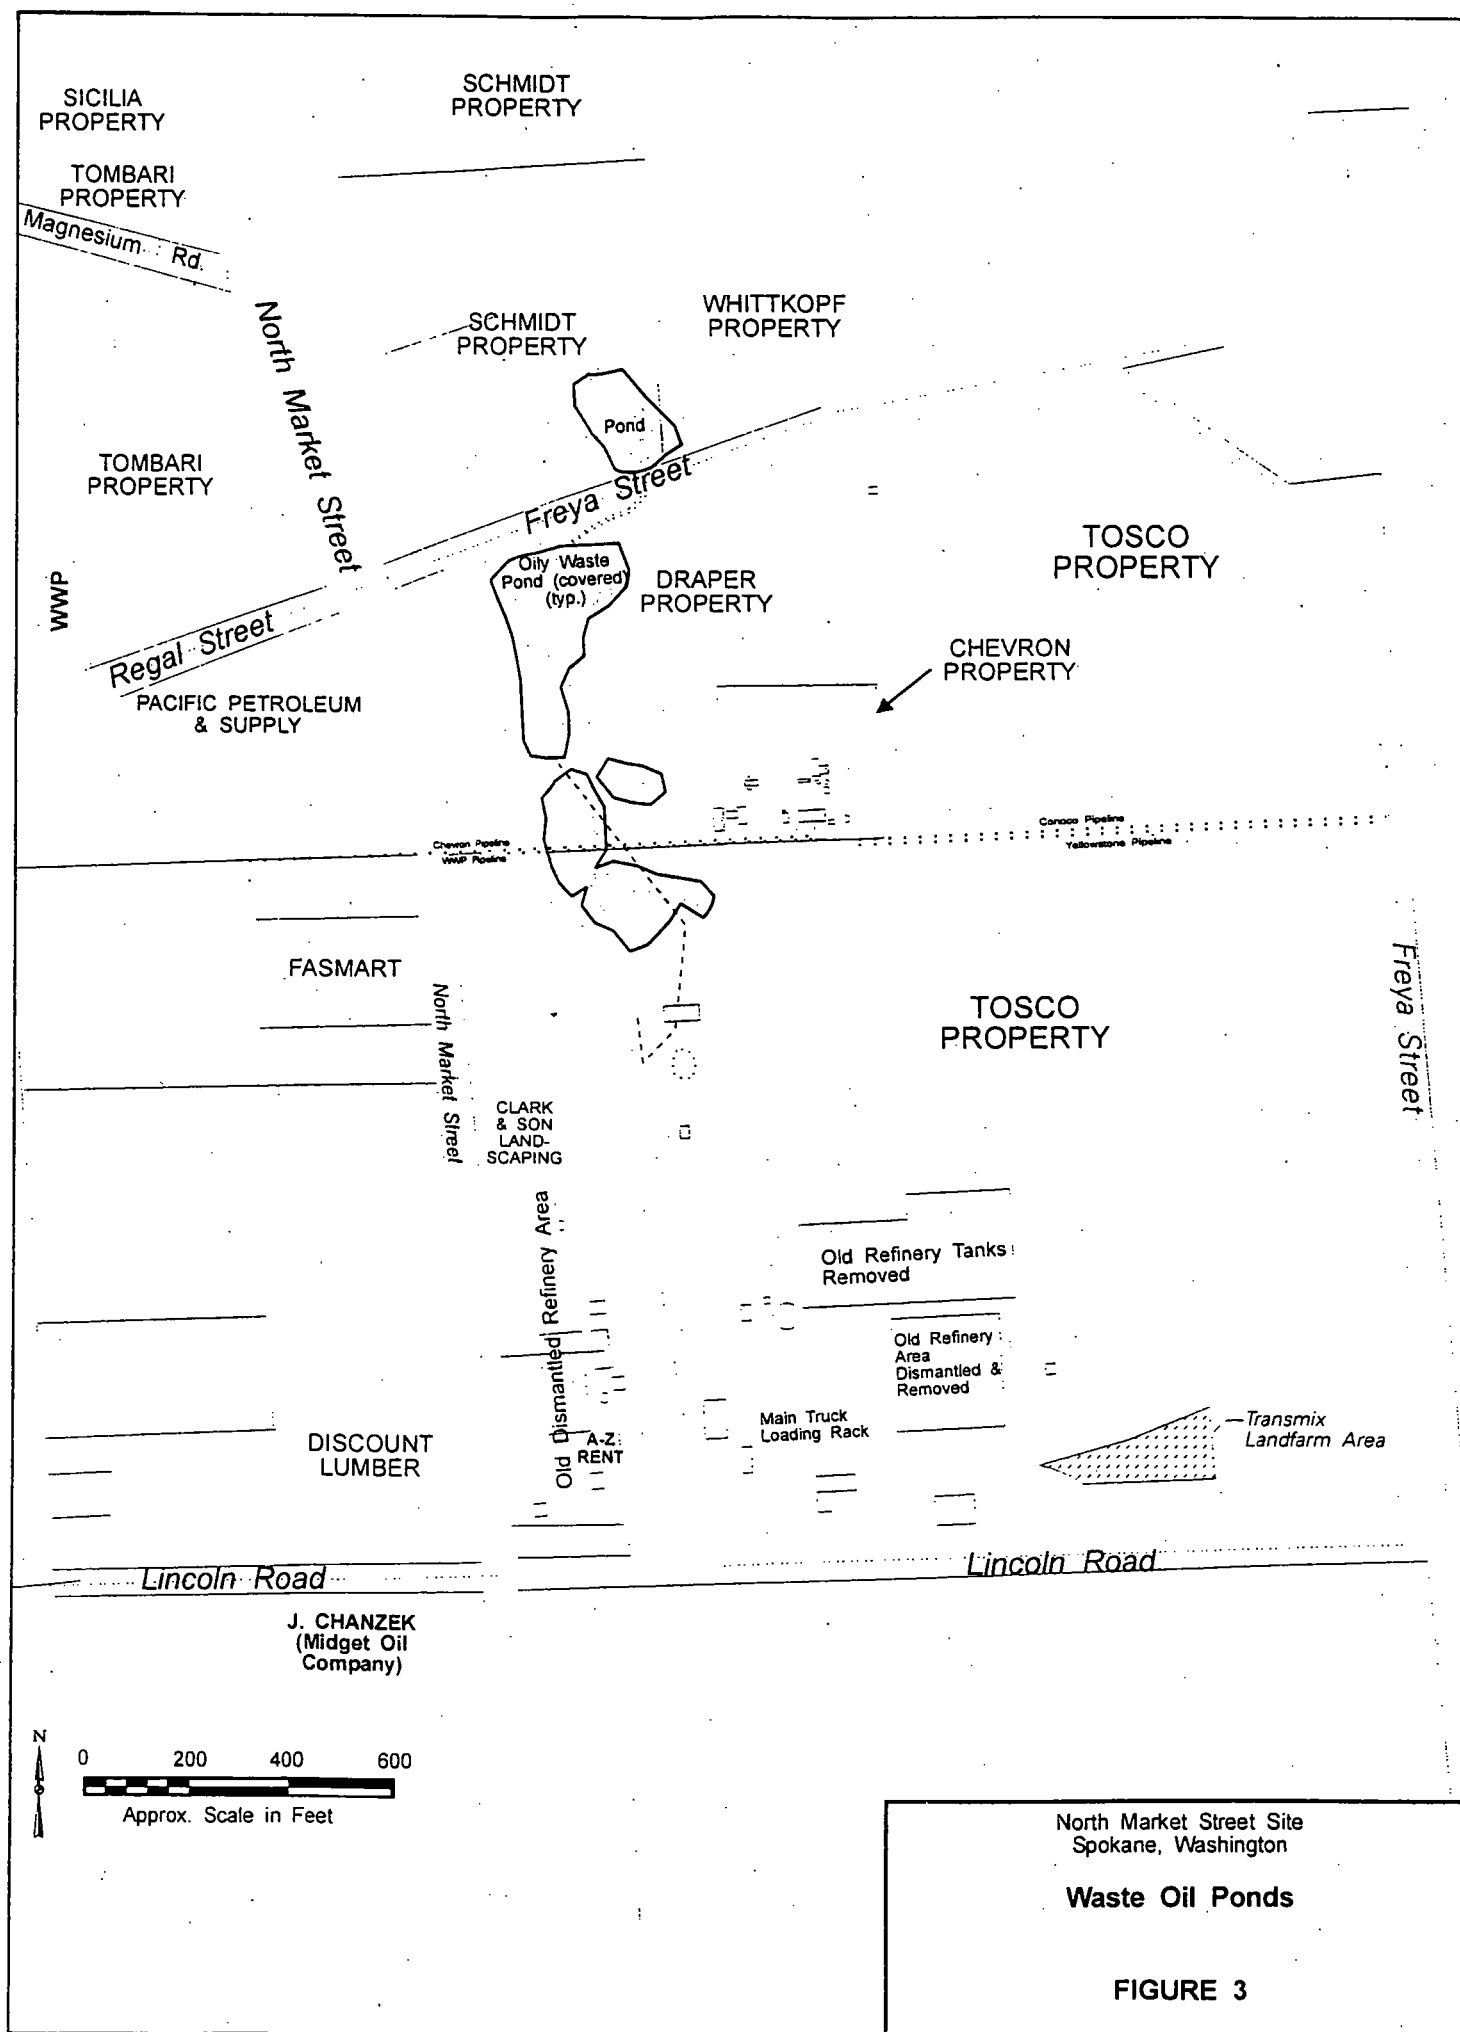 SICILIA
PROPERTY
SCHMIDT
PROPERTY
TOMBARI
PROPERTY
Magnesium Rd.
North Market Street
SCHMIDT
PROPERTY
WHITTKOPF
PROPERTY
Pond
TOMBARI
PROPERTY
Freya Street
TOSCO
PROPERTY
Oily Waste
Pond (covered)
(typ.)
DRAPER
PROPERTY
WWP
Regal Street
CHEVRON
PROPERTY
PACIFIC PETROLEUM
& SUPPLY
Conoco Pipeline
Yellowstone Pipeline
Chevron Pipeline
WWP Pipeline
FASMART
North Market Street
TOSCO
PROPERTY
Freya Street
CLARK
& SON
LAND-
SCAPING
Old Dismantled Refinery Area
Old Refinery Tanks
Removed
Old Refinery
Area
Dismantled &
Removed
Main Truck
Loading Rack
Transmix
Landfarm Area
DISCOUNT
LUMBER
A-Z
RENT
Lincoln Road
Lincoln Road
J. CHANZEK
(Midget Oil
Company)
N
0 200 400 600
Approx. Scale in Feet
North Market Street Site
Spokane, Washington
Waste Oil Ponds
FIGURE 3